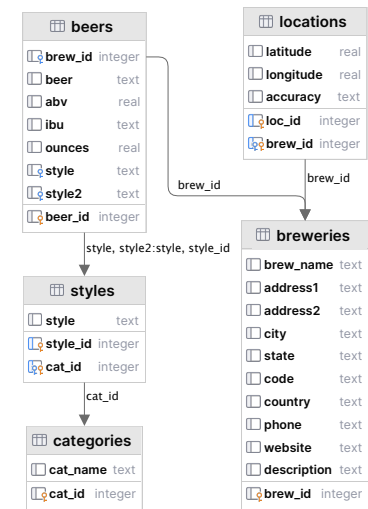 beers
brew_id integer
beer text
abv real
ibu text
ounces real
style text
style2 text
beer_id integer
locations
latitude real
longitude real
accuracy text
loc_id integer
brew_id integer
brew_id
brew_id
style, style2:style, style_id
styles
style text
style_id integer
cat_id integer
cat_id
categories
cat_name text
cat_id integer
breweries
brew_name text
address1 text
address2 text
city text
state text
code text
country text
phone text
website text
description text
brew_id integer